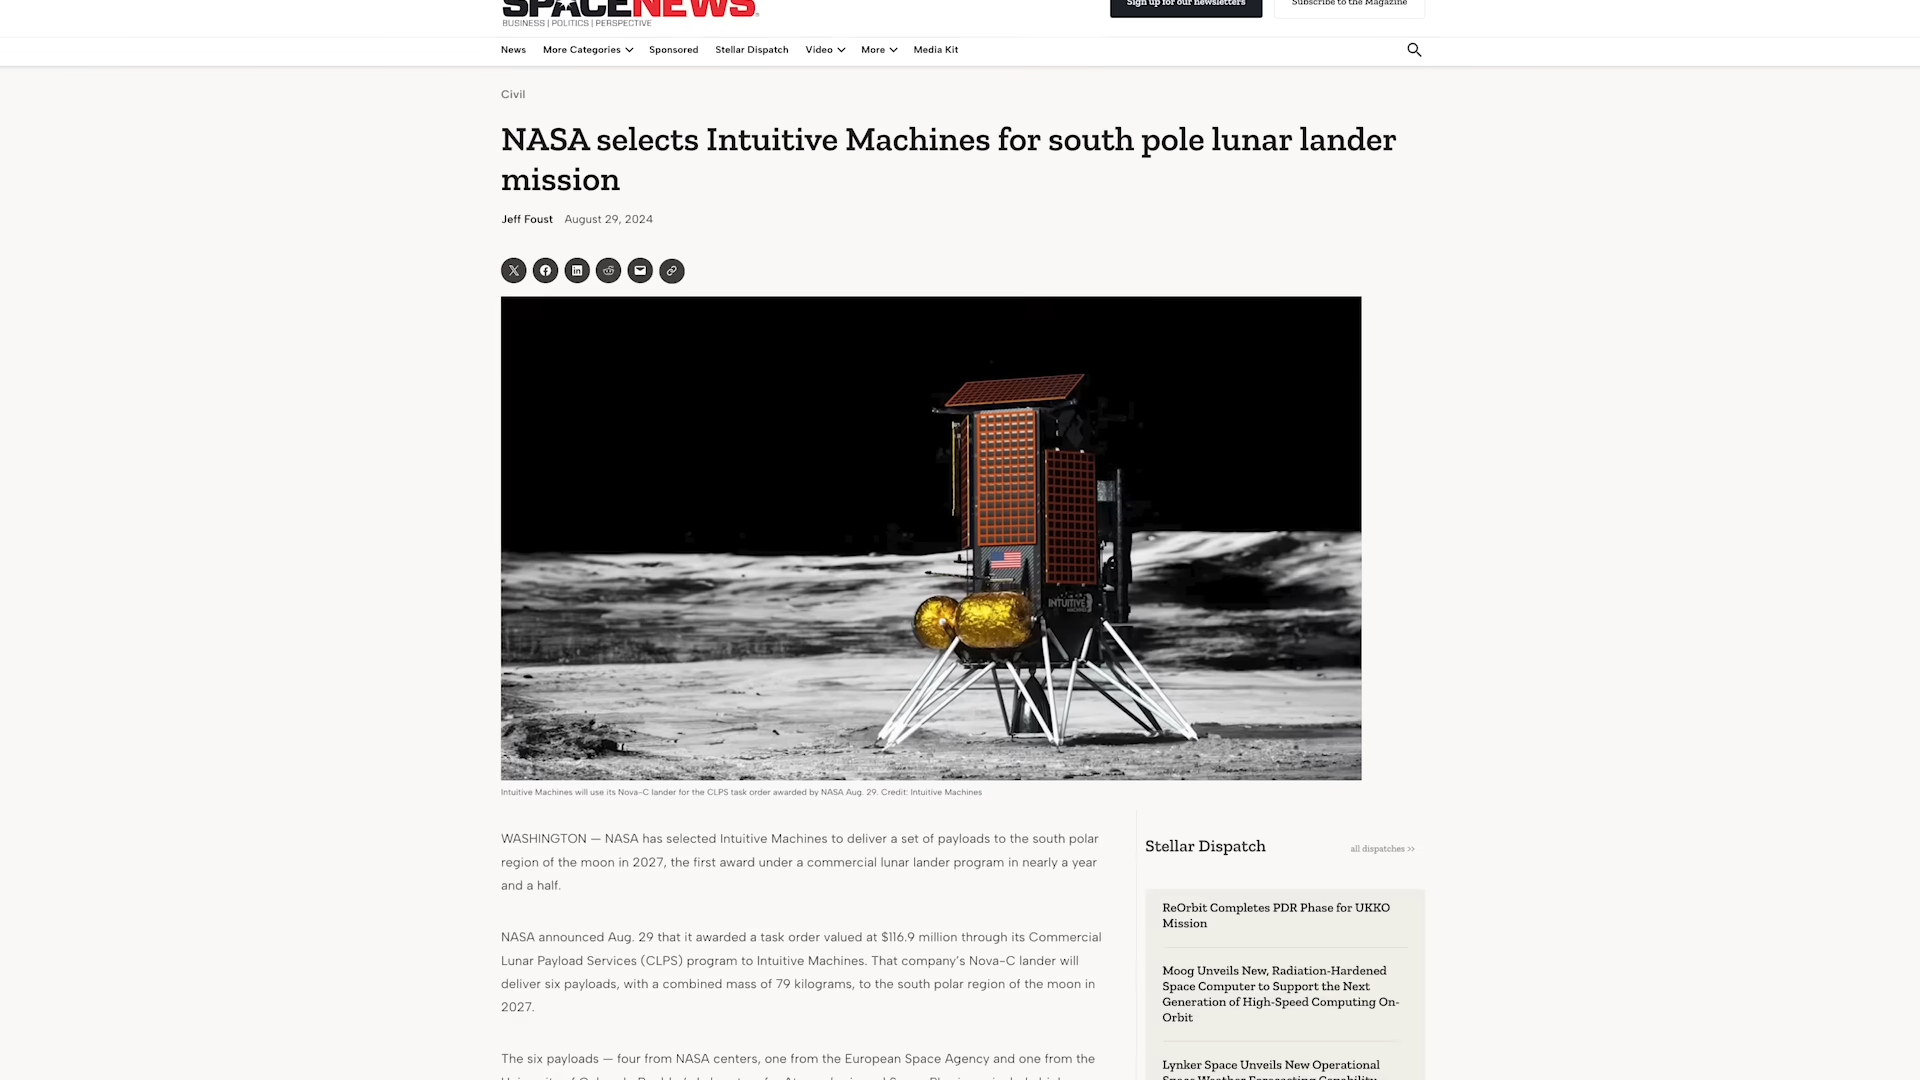 SPACENEWS
BUSINESS | POLITICS | PERSPECTIVE
Sign up for our newsletters
Subscribe to the Magazine
News More Categories Sponsored Stellar Dispatch Video More Media Kit
Civil
NASA selects Intuitive Machines for south pole lunar lander
mission
Jeff Foust August 29, 2024
INTUITIVE
MACHINES
Intuitive Machines will use its Nova-C lander for the CLPS task order awarded by NASA Aug. 29. Credit: Intuitive Machines
WASHINGTON — NASA has selected Intuitive Machines to deliver a set of payloads to the south polar
region of the moon in 2027, the first award under a commercial lunar lander program in nearly a year
and a half.
NASA announced Aug. 29 that it awarded a task order valued at $116.9 million through its Commercial
Lunar Payload Services (CLPS) program to Intuitive Machines. That company's Nova-C lander will
deliver six payloads, with a combined mass of 79 kilograms, to the south polar region of the moon in
2027.
The six payloads — four from NASA centers, one from the European Space Agency and one from the
Stellar Dispatch
all dispatches >>
ReOrbit Completes PDR Phase for UKKO
Mission
Moog Unveils New, Radiation-Hardened
Space Computer to Support the Next
Generation of High-Speed Computing On-
Orbit
Lynker Space Unveils New Operational
Space Weather Forecasting Capability